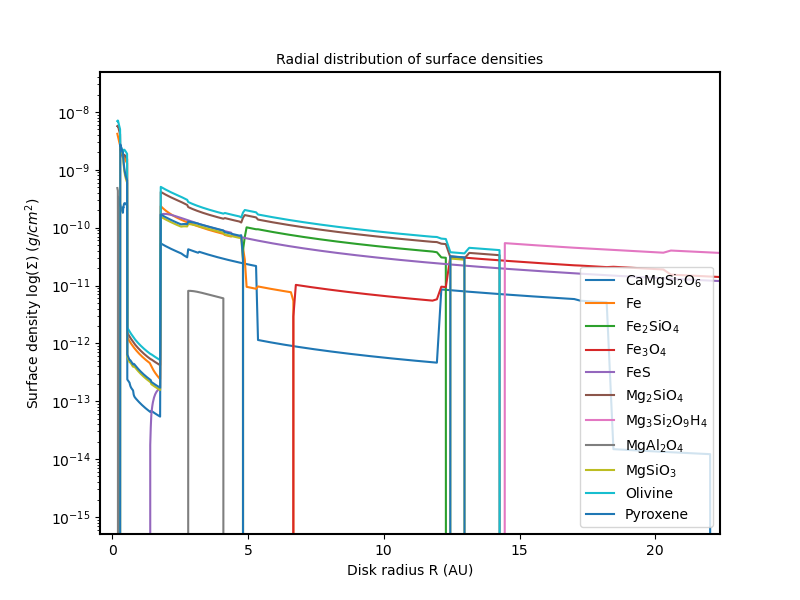 Radial distribution of surface densities
Surface density log(Σ) (g/cm²)
10⁻⁸
10⁻⁹
10⁻¹⁰
10⁻¹¹
10⁻¹²
10⁻¹³
10⁻¹⁴
10⁻¹⁵
CaMgSi₂O₆
Fe
Fe₂SiO₄
Fe₃O₄
FeS
Mg₂SiO₄
Mg₃Si₂O₉H₄
MgAl₂O₄
MgSiO₃
Olivine
Pyroxene
0 5 10 15 20
Disk radius R (AU)